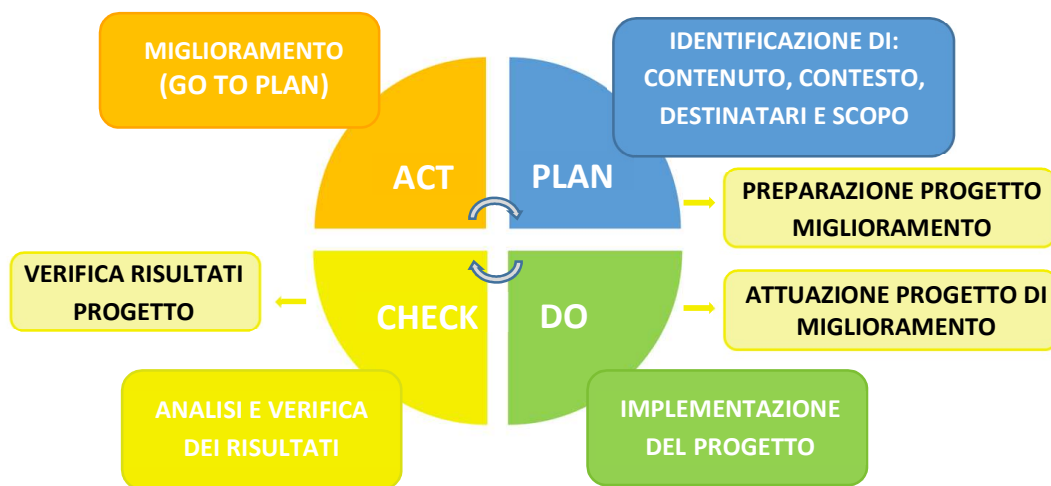 MIGLIORAMENTO
(GO TO PLAN)
IDENTIFICAZIONE DI:
CONTENUTO, CONTESTO,
DESTINATARI E SCOPO
ACT
PLAN
PREPARAZIONE PROGETTO
MIGLIORAMENTO
VERIFICA RISULTATI
PROGETTO
CHECK
DO
ATTUAZIONE PROGETTO DI
MIGLIORAMENTO
ANALISI E VERIFICA
DEI RISULTATI
IMPLEMENTAZIONE
DEL PROGETTO